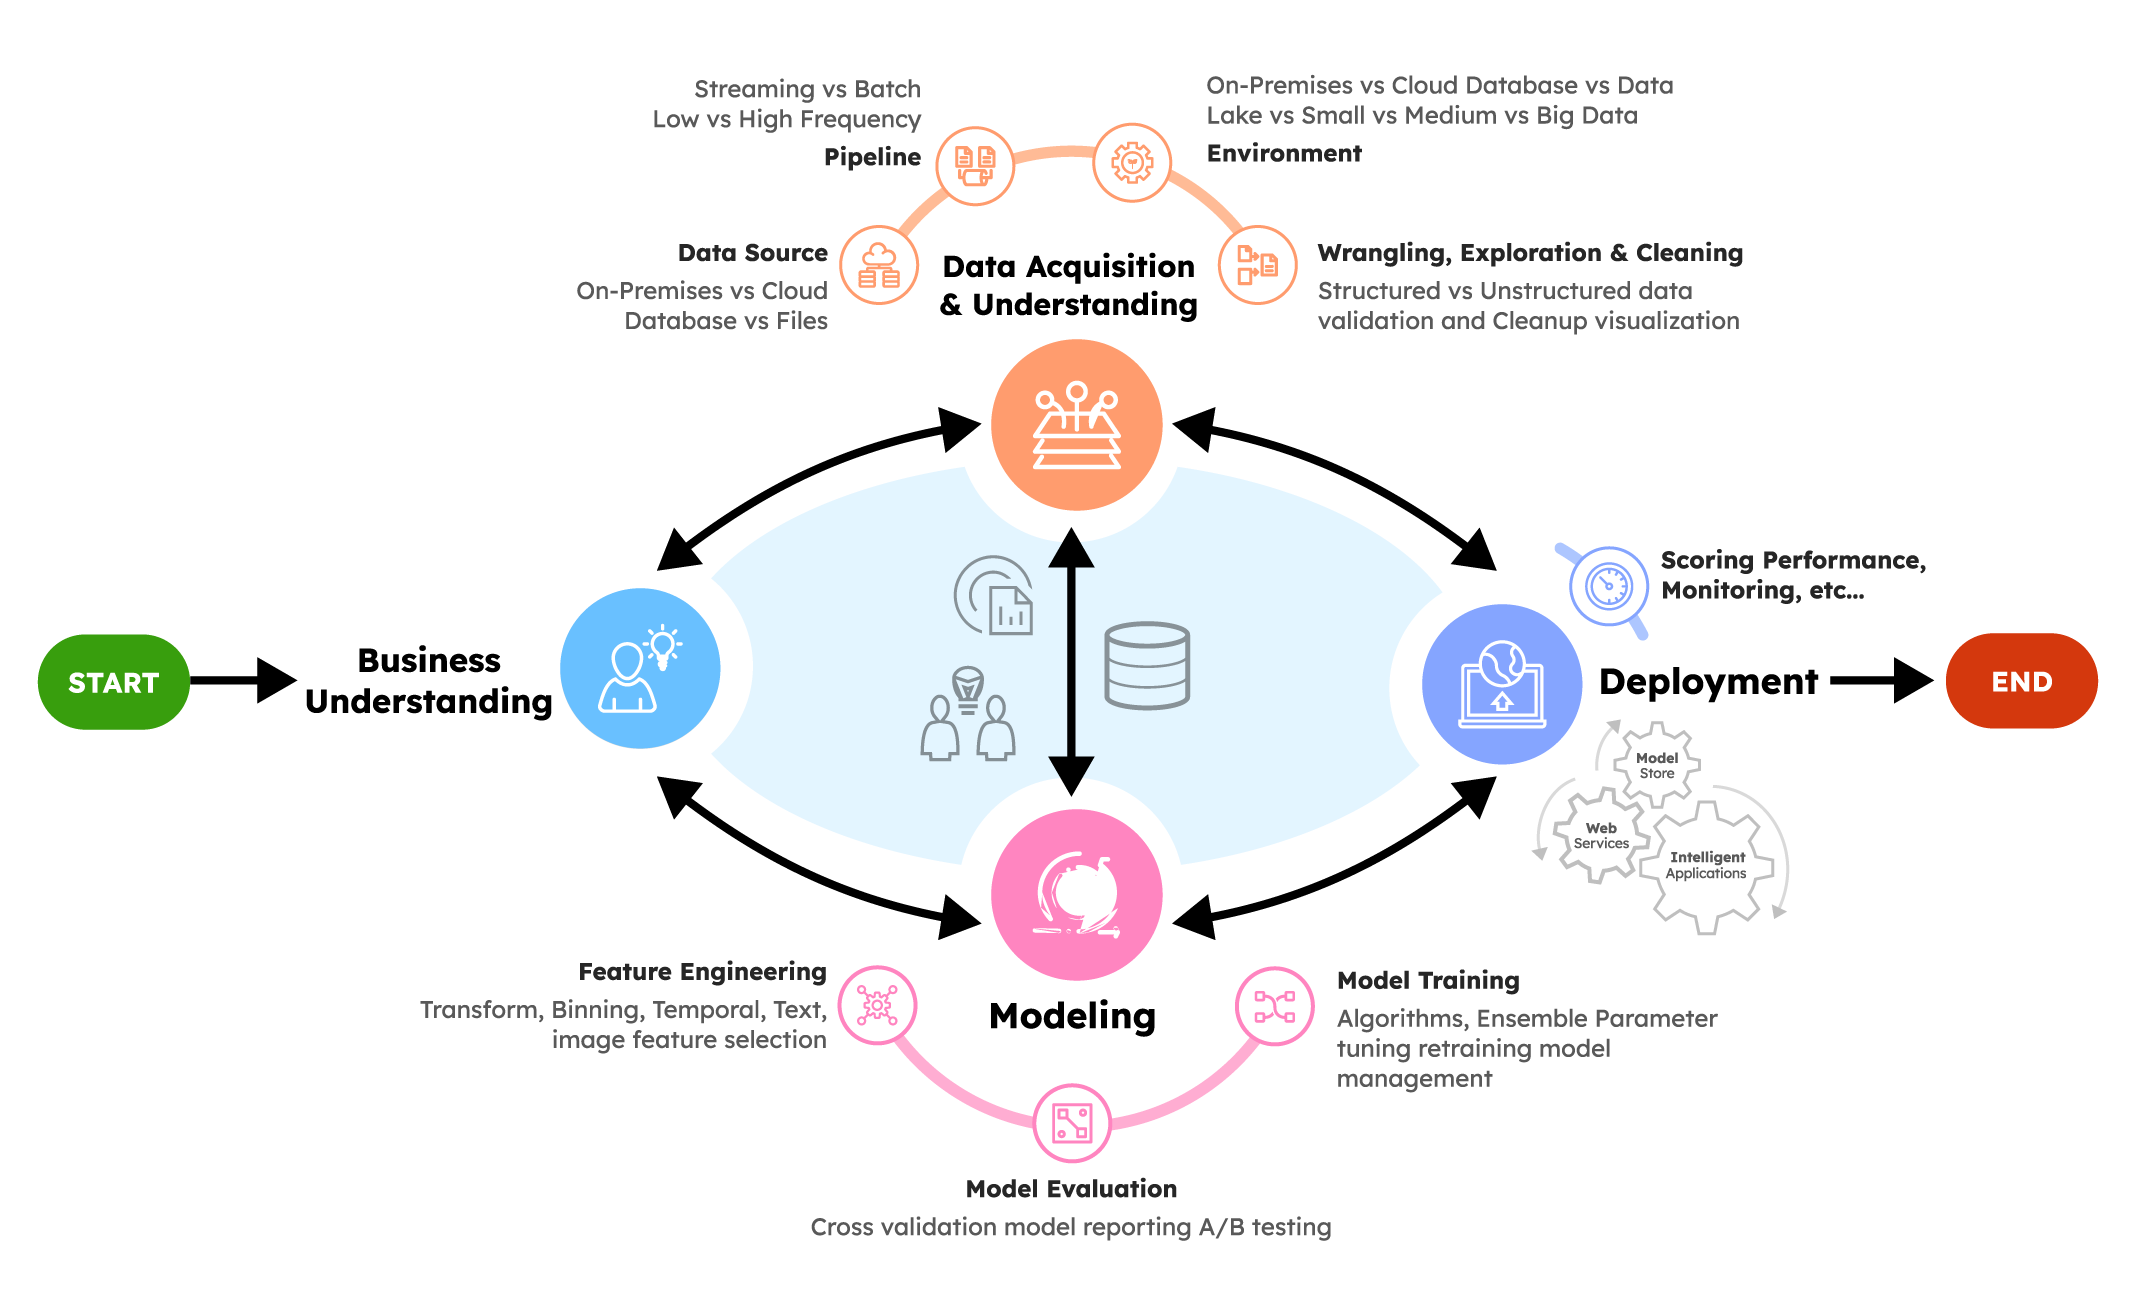 Streaming vs Batch
Low vs High Frequency
Pipeline
On-Premises vs Cloud Database vs Data
Lake vs Small vs Medium vs Big Data
Environment
Data Source
On-Premises vs Cloud
Database vs Files
Data Acquisition
& Understanding
Wrangling, Exploration & Cleaning
Structured vs Unstructured data
validation and Cleanup visualization
START
Business
Understanding
Scoring Performance,
Monitoring, etc...
Deployment
END
Model
Store
Web
Services
Intelligent
Applications
Feature Engineering
Transform, Binning, Temporal, Text,
image feature selection
Modeling
Model Training
Algorithms, Ensemble Parameter
tuning retraining model
management
Model Evaluation
Cross validation model reporting A/B testing